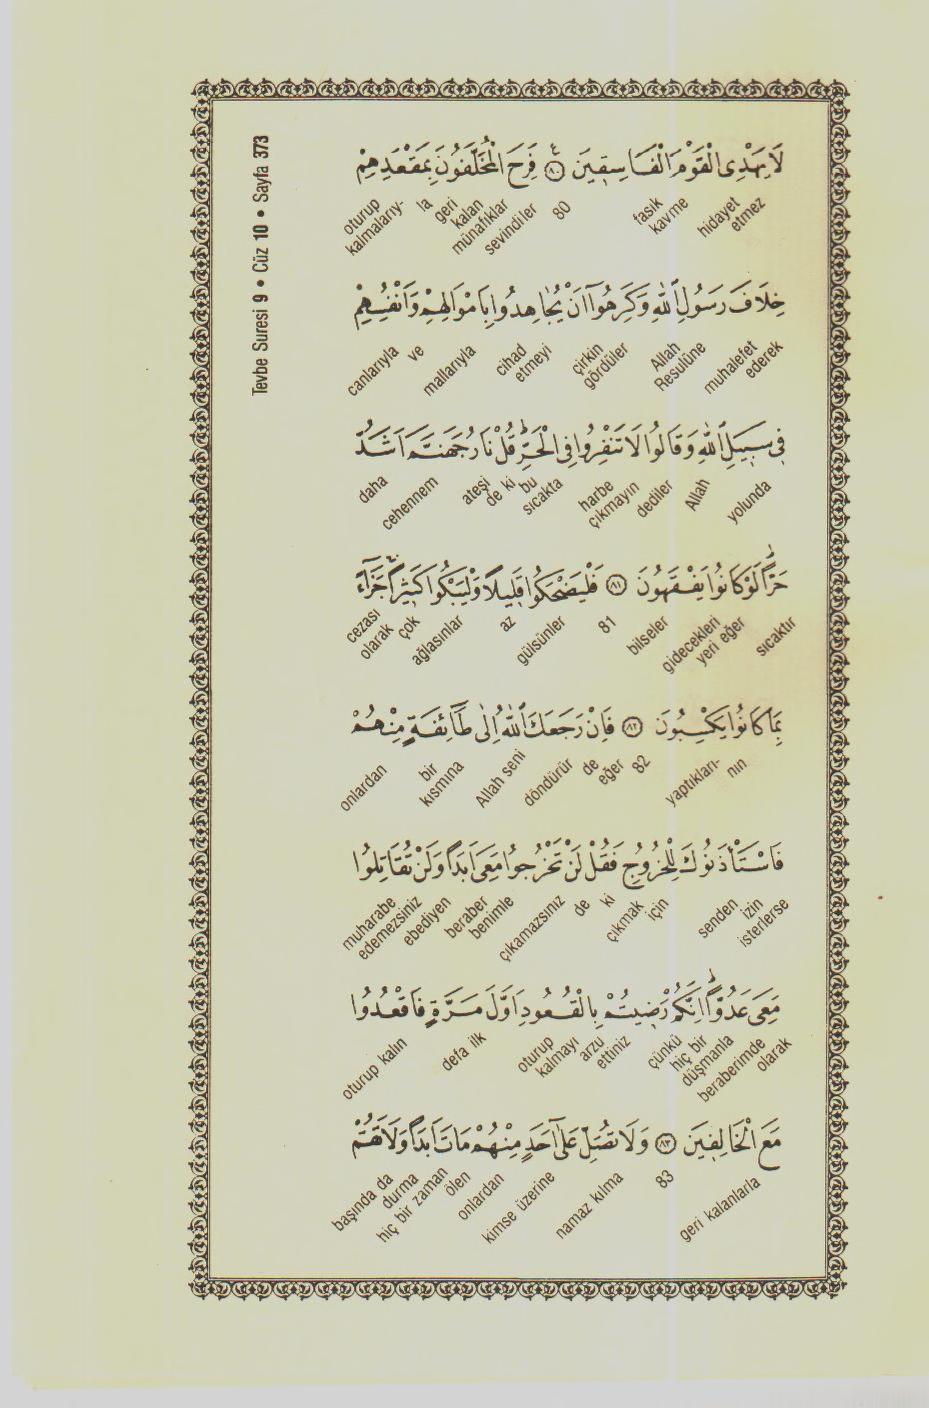 Tevbe Suresi 9 • Cüz 10 • Sayfa 373
لَا يَهْدِى الْقَوْمَ الْفَاسِقِينَ ﴿٨٠﴾ فَرِحَ الْمُخَلَّفُونَ بِمَقْعَدِهِمْ
hidayet etmez fasık kavme 80 sevindiler geri kalan münafıklar la oturup kalmaları-
خِلَافَ رَسُولِ اللّٰهِ وَكَرِهُٓوا اَنْ يُجَاهِدُوا بِاَمْوَالِهِمْ وَاَنْفُسِهِمْ
muhalefet ederek Allah Resulüne çirkin gördüler cihad etmeyi mallarıyla ve canlarıyla
فِى سَبِيلِ اللّٰهِ وَقَالُوا لَا تَنْفِرُوا فِى الْحَرِّ قُلْ نَارُ جَهَنَّمَ اَشَدُّ
yolunda Allah dediler harbe çıkmayın bu sıcakta de ki ateşi cehennem daha
حَرًّا لَوْ كَانُوا يَفْقَهُونَ ﴿٨١﴾ فَلْيَضْحَكُوا قَلِيلًا وَلْيَبْكُوا كَثِيرًا جَزَٓاءً
sıcaktır gidecekleri yeri eğer bilseler 81 gülsünler az ağlasınlar çok cezası olarak
بِمَا كَانُوا يَكْسِبُونَ ﴿٨٢﴾ فَاِنْ رَجَعَكَ اللّٰهُ اِلٰى طَٓائِفَةٍ مِنْهُمْ
nın yaptıkları- 82 de eğer döndürür Allah seni bir kısmına onlardan
فَاسْتَأْذَنُوكَ لِلْخُرُوجِ فَقُلْ لَنْ تَخْرُجُوا مَعِىَ اَبَدًا وَلَنْ تُقَاتِلُوا
senden izin isterlerse çıkmak için ki de çıkamazsınız beraber benimle ebediyen muharabe edemezsiniz
مَعِىَ عَدُوًّا اِنَّكُمْ رَضِيتُمْ بِالْقُعُودِ اَوَّلَ مَرَّةٍ فَاقْعُدُوا
beraberimde olarak hiç bir düşmanla çünkü arzu ettiniz oturup kalmayı defa ilk oturup kalın
مَعَ الْخَالِفِينَ ﴿٨٣﴾ وَلَا تُصَلِّ عَلٰٓى اَحَدٍ مِنْهُمْ مَاتَ اَبَدًا وَلَا تَقُمْ
geri kalanlarla 83 namaz kılma kimse üzerine onlardan ölen hiç bir zaman durma başında da